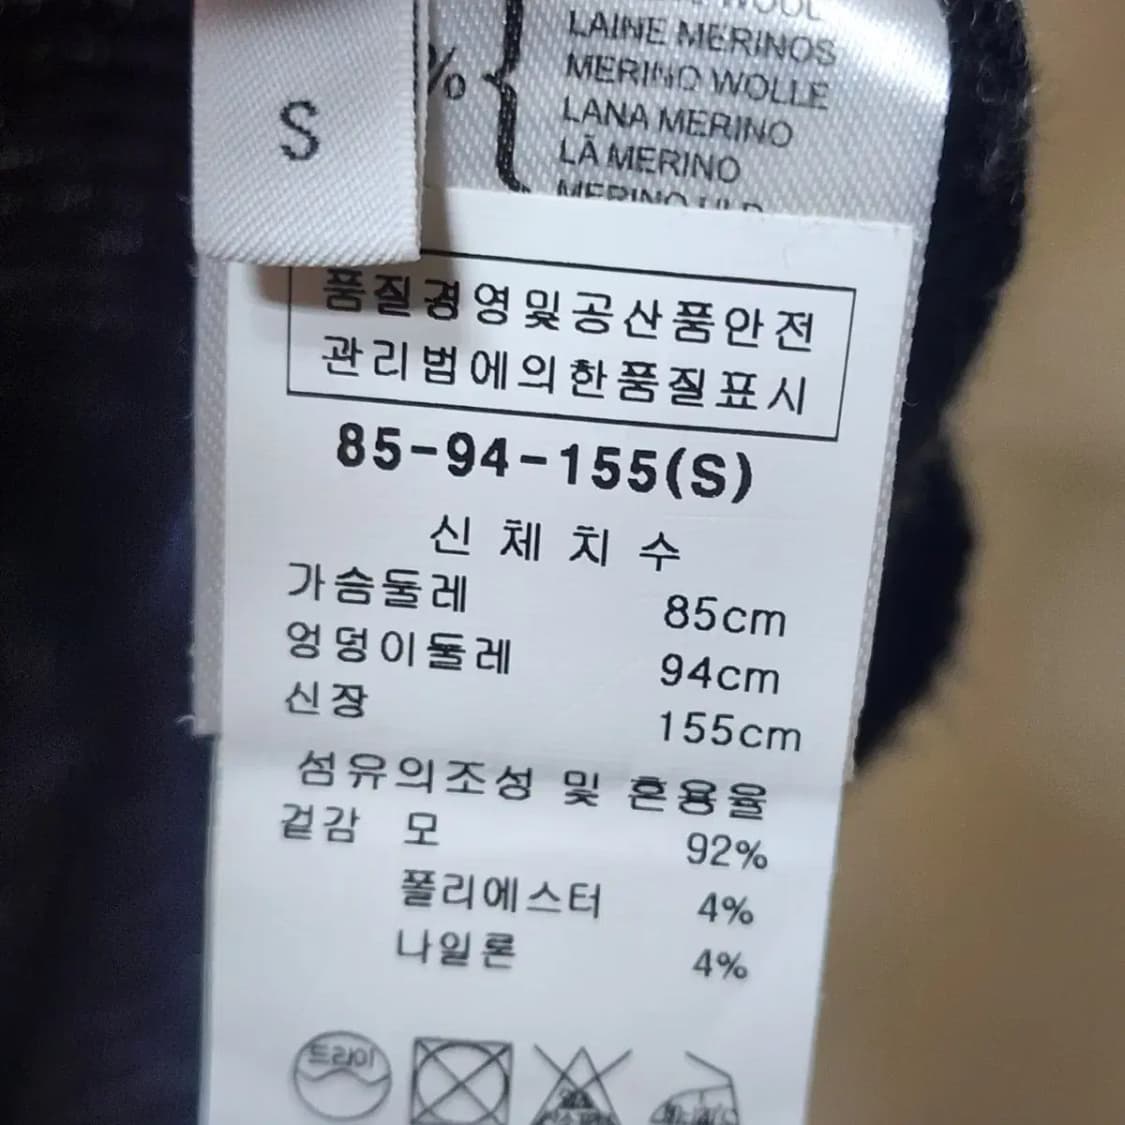 S
%
WOOL
LAINE MERINOS
MERINO WOLLE
LANA MERINO
LÃ MERINO
MERINO ULD
품질경영및공산품안전
관리법에의한품질표시
85-94-155(S)
신체치수
가슴둘레 85cm
엉덩이둘레 94cm
신장 155cm
섬유의조성 및 혼용율
겉감 모 92%
폴리에스터 4%
나일론 4%
드라이